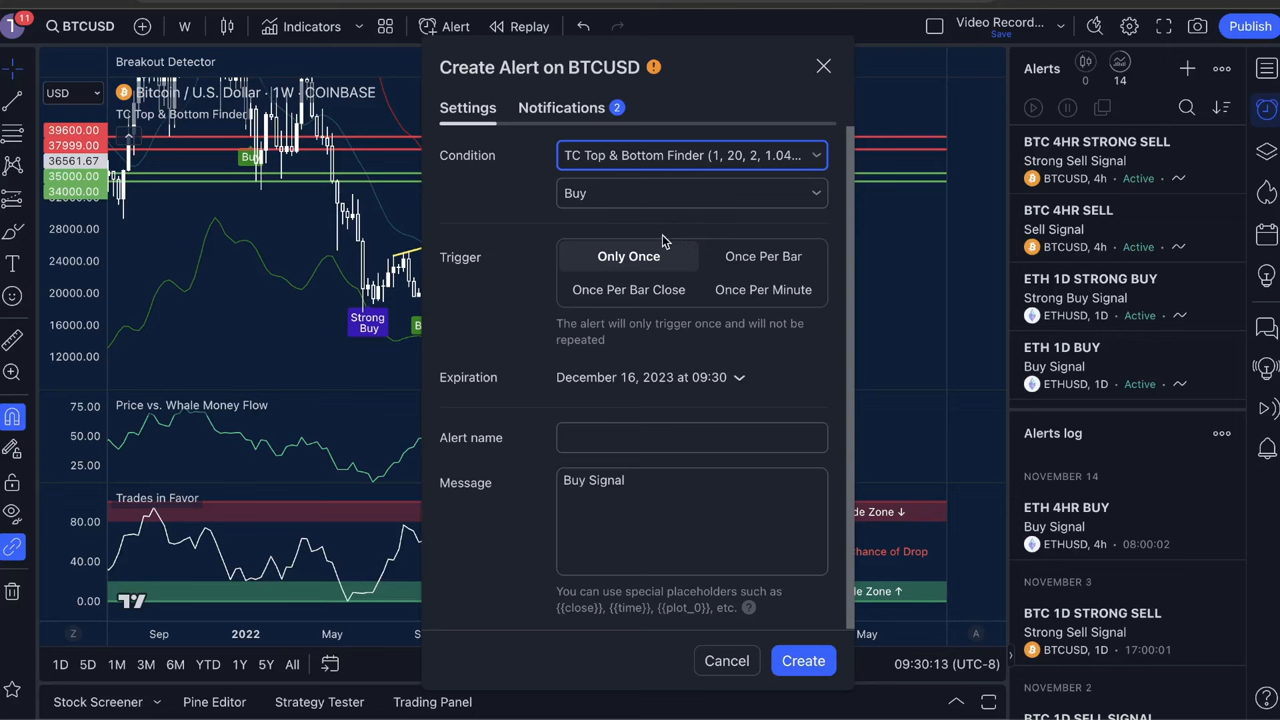 11
BTCUSD
W
Indicators
Alert
Replay
Video Record...
Save
Publish
Breakout Detector
USD
Bitcoin / U.S. Dollar · 1W · COINBASE
TC Top & Bottom Finder
39600.00
37999.00
36561.67
35000.00
34000.00
28000.00
24000.00
20000.00
16000.00
12000.00
Buy
Strong
Buy
Price vs. Whale Money Flow
75.00
50.00
25.00
Trades in Favor
80.00
40.00
0.00
de Zone ↓
Chance of Drop
de Zone ↑
Z
Sep
2022
May
S
May
A
1D
5D
1M
3M
6M
YTD
1Y
5Y
All
09:30:13 (UTC-8)
Stock Screener
Pine Editor
Strategy Tester
Trading Panel
Create Alert on BTCUSD
Settings
Notifications 2
Condition
TC Top & Bottom Finder (1, 20, 2, 1.04...
Buy
Trigger
Only Once
Once Per Bar
Once Per Bar Close
Once Per Minute
The alert will only trigger once and will not be
repeated
Expiration
December 16, 2023 at 09:30
Alert name
Message
Buy Signal
You can use special placeholders such as
{{close}}, {{time}}, {{plot_0}}, etc.
Cancel
Create
Alerts
0
14
BTC 4HR STRONG SELL
Strong Sell Signal
BTCUSD, 4h · Active
BTC 4HR SELL
Sell Signal
BTCUSD, 4h · Active
ETH 1D STRONG BUY
Strong Buy Signal
ETHUSD, 1D · Active
ETH 1D BUY
Buy Signal
ETHUSD, 1D · Active
Alerts log
NOVEMBER 14
ETH 4HR BUY
Buy Signal
ETHUSD, 4h · 08:00:02
NOVEMBER 3
BTC 1D STRONG SELL
Strong Sell Signal
BTCUSD, 1D · 17:00:01
NOVEMBER 2